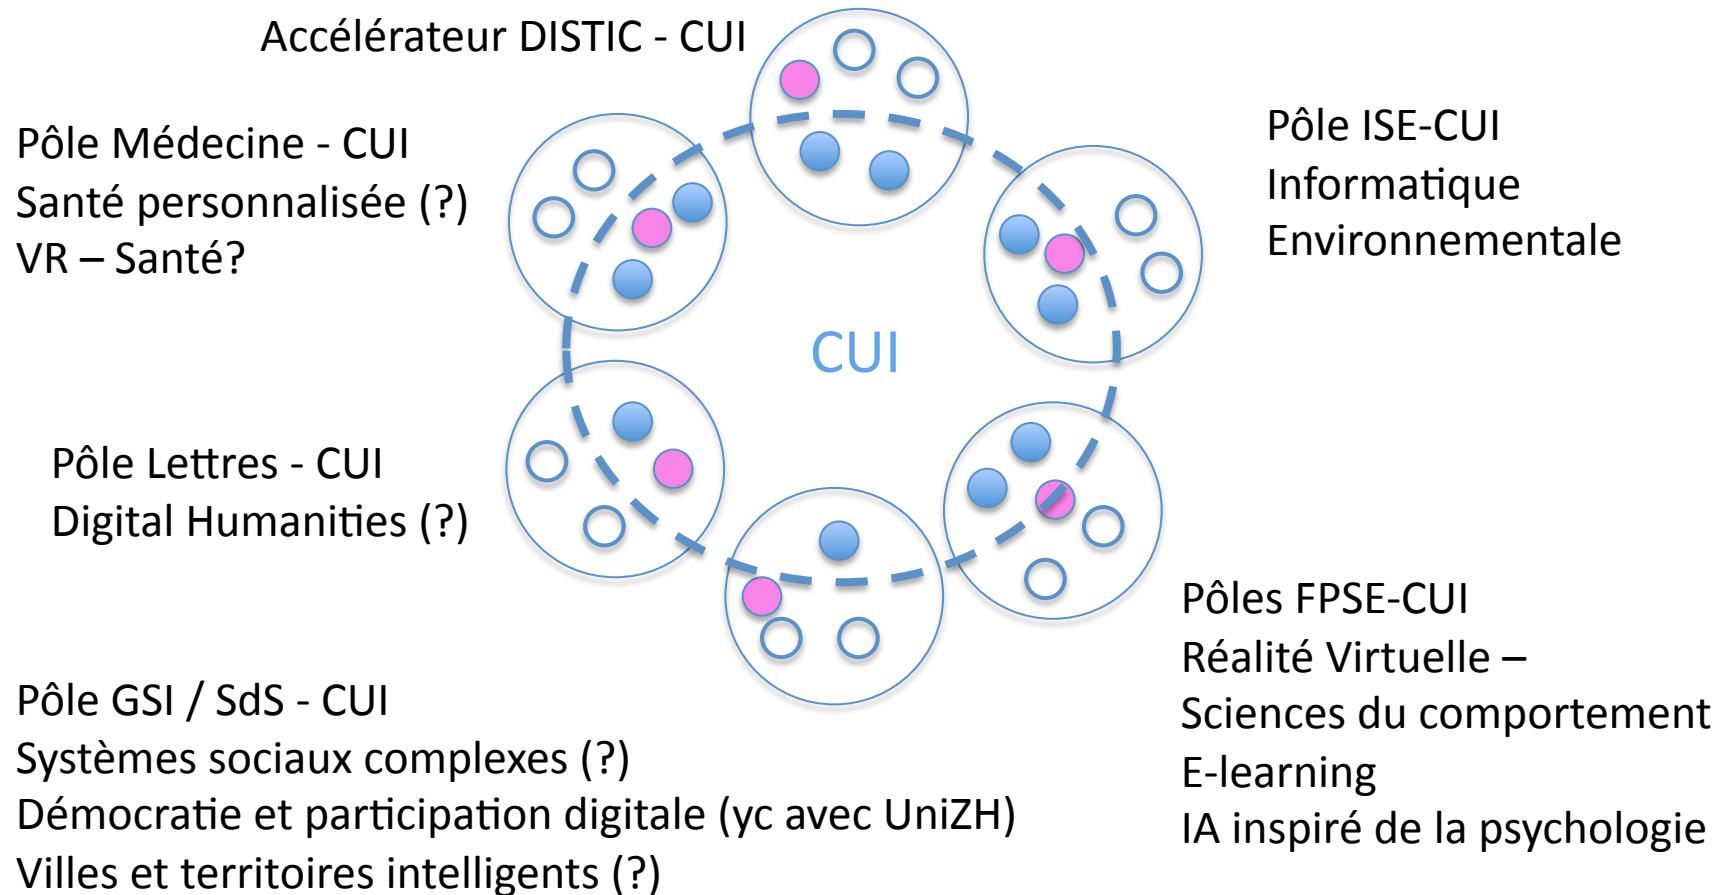 Accélérateur DISTIC - CUI
Pôle Médecine - CUI
Santé personnalisée (?)
VR – Santé?
Pôle ISE-CUI
Informatique
Environnementale
CUI
Pôle Lettres - CUI
Digital Humanities (?)
Pôles FPSE-CUI
Réalité Virtuelle –
Sciences du comportement
E-learning
IA inspiré de la psychologie
Pôle GSI / SdS - CUI
Systèmes sociaux complexes (?)
Démocratie et participation digitale (yc avec UniZH)
Villes et territoires intelligents (?)